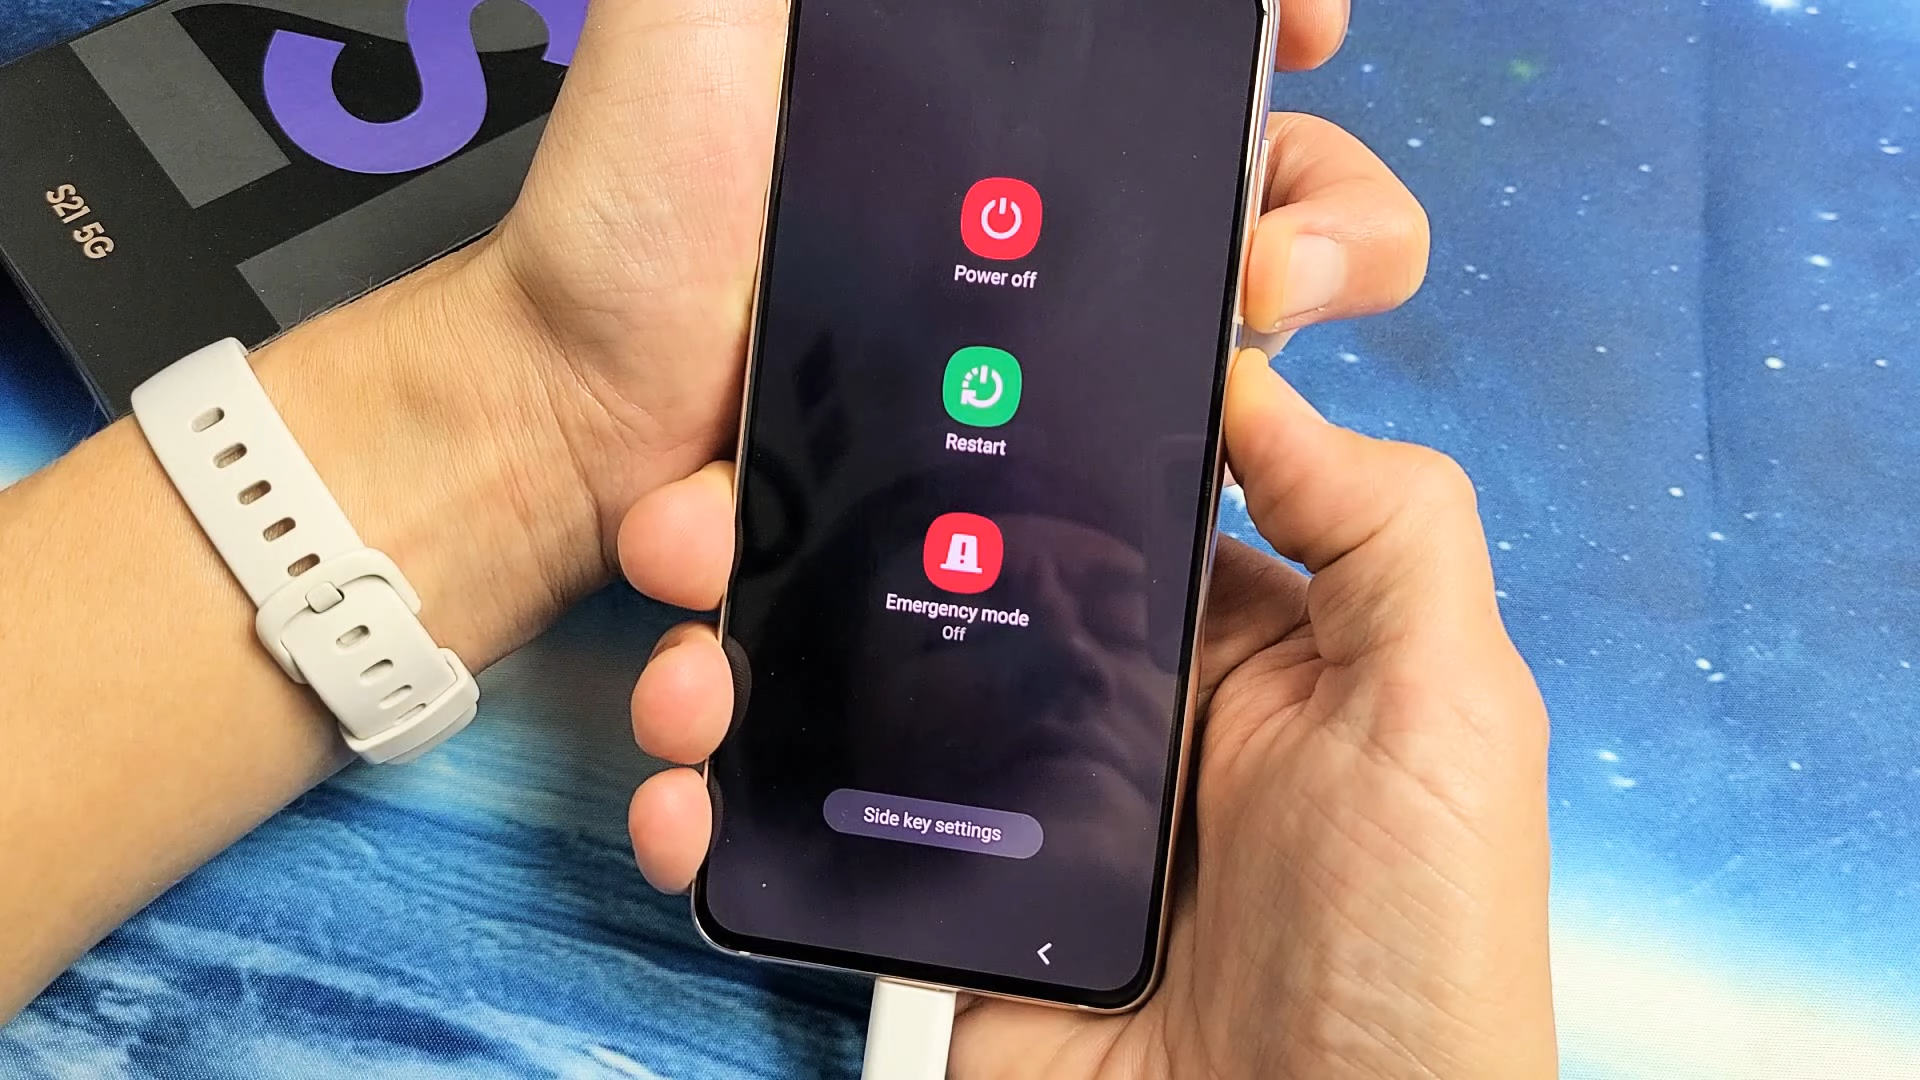 S
S21 5G
Power off
Restart
Emergency mode
Off
Side key settings